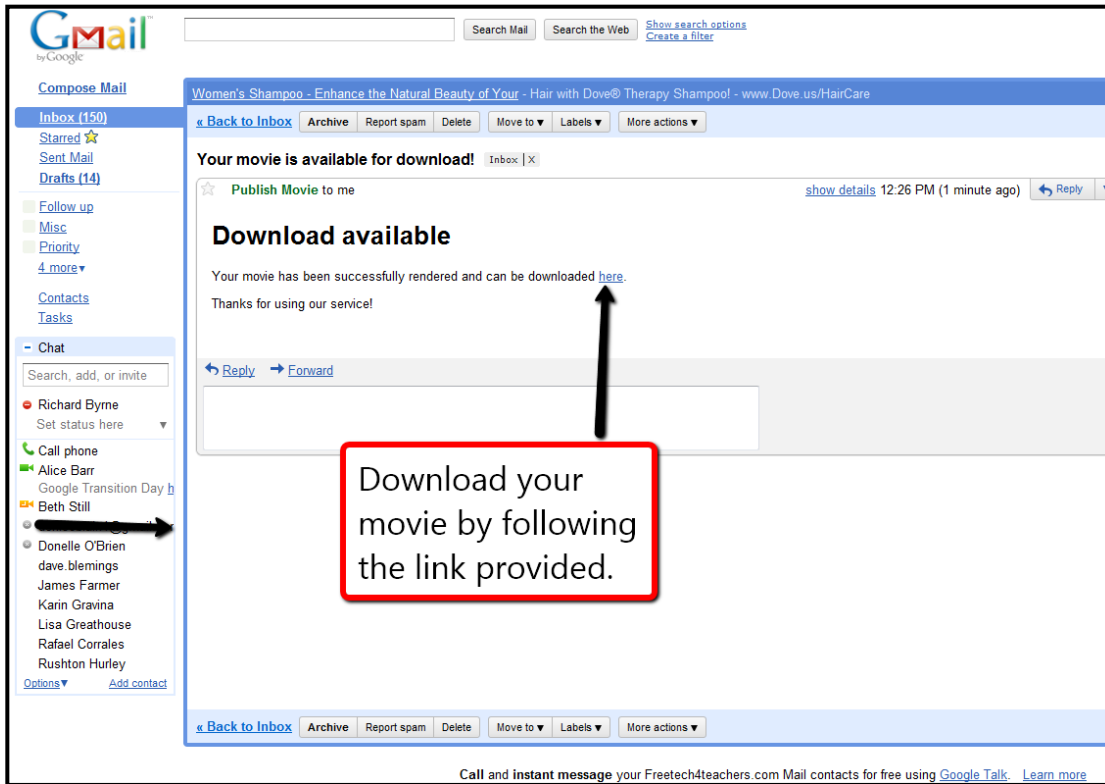 Gmail™
by Google
Search Mail
Search the Web
Show search options
Create a filter
Compose Mail
Inbox (150)
Starred
Sent Mail
Drafts (14)
Follow up
Misc
Priority
4 more▾
Contacts
Tasks
− Chat
Search, add, or invite
Richard Byrne
Set status here ▼
Call phone
Alice Barr
Google Transition Day h
Beth Still
Donelle O'Brien
dave.blemings
James Farmer
Karin Gravina
Lisa Greathouse
Rafael Corrales
Rushton Hurley
Options▼ Add contact
Women's Shampoo - Enhance the Natural Beauty of Your - Hair with Dove® Therapy Shampoo! - www.Dove.us/HairCare
« Back to Inbox Archive Report spam Delete Move to ▼ Labels ▼ More actions ▼
Your movie is available for download! Inbox | X
Publish Movie to me show details 12:26 PM (1 minute ago) Reply
Download available
Your movie has been successfully rendered and can be downloaded here.
Thanks for using our service!
Reply Forward
Download your
movie by following
the link provided.
« Back to Inbox Archive Report spam Delete Move to ▼ Labels ▼ More actions ▼
Call and instant message your Freetech4teachers.com Mail contacts for free using Google Talk. Learn more